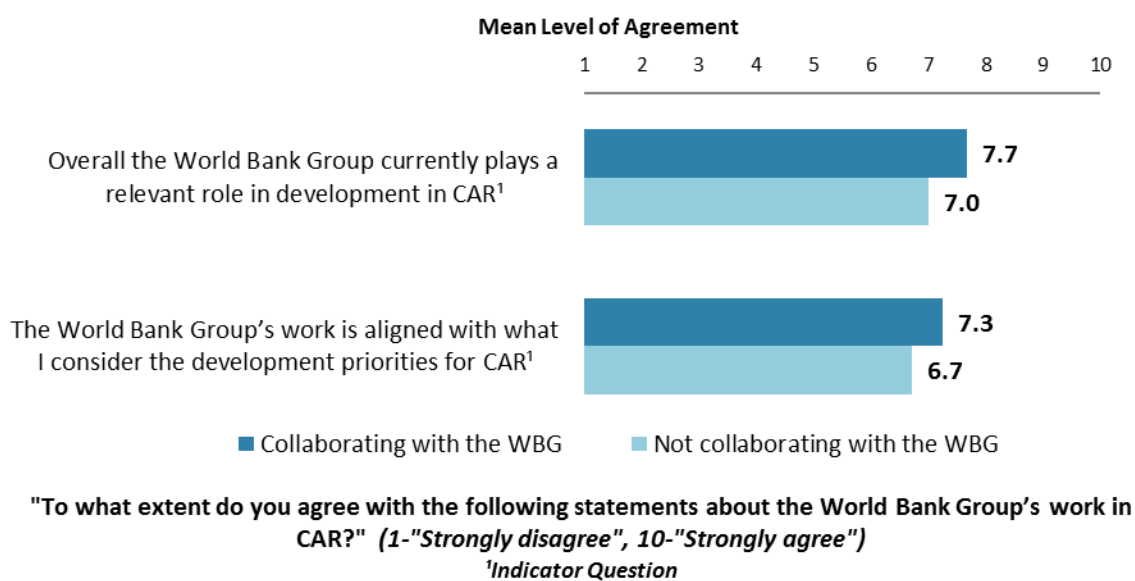 Mean Level of Agreement
1 2 3 4 5 6 7 8 9 10
Overall the World Bank Group currently plays a
relevant role in development in CAR¹
7.7
7.0
The World Bank Group’s work is aligned with what
I consider the development priorities for CAR¹
7.3
6.7
Collaborating with the WBG Not collaborating with the WBG
"To what extent do you agree with the following statements about the World Bank Group’s work in
CAR?" (1-"Strongly disagree", 10-"Strongly agree")
¹Indicator Question